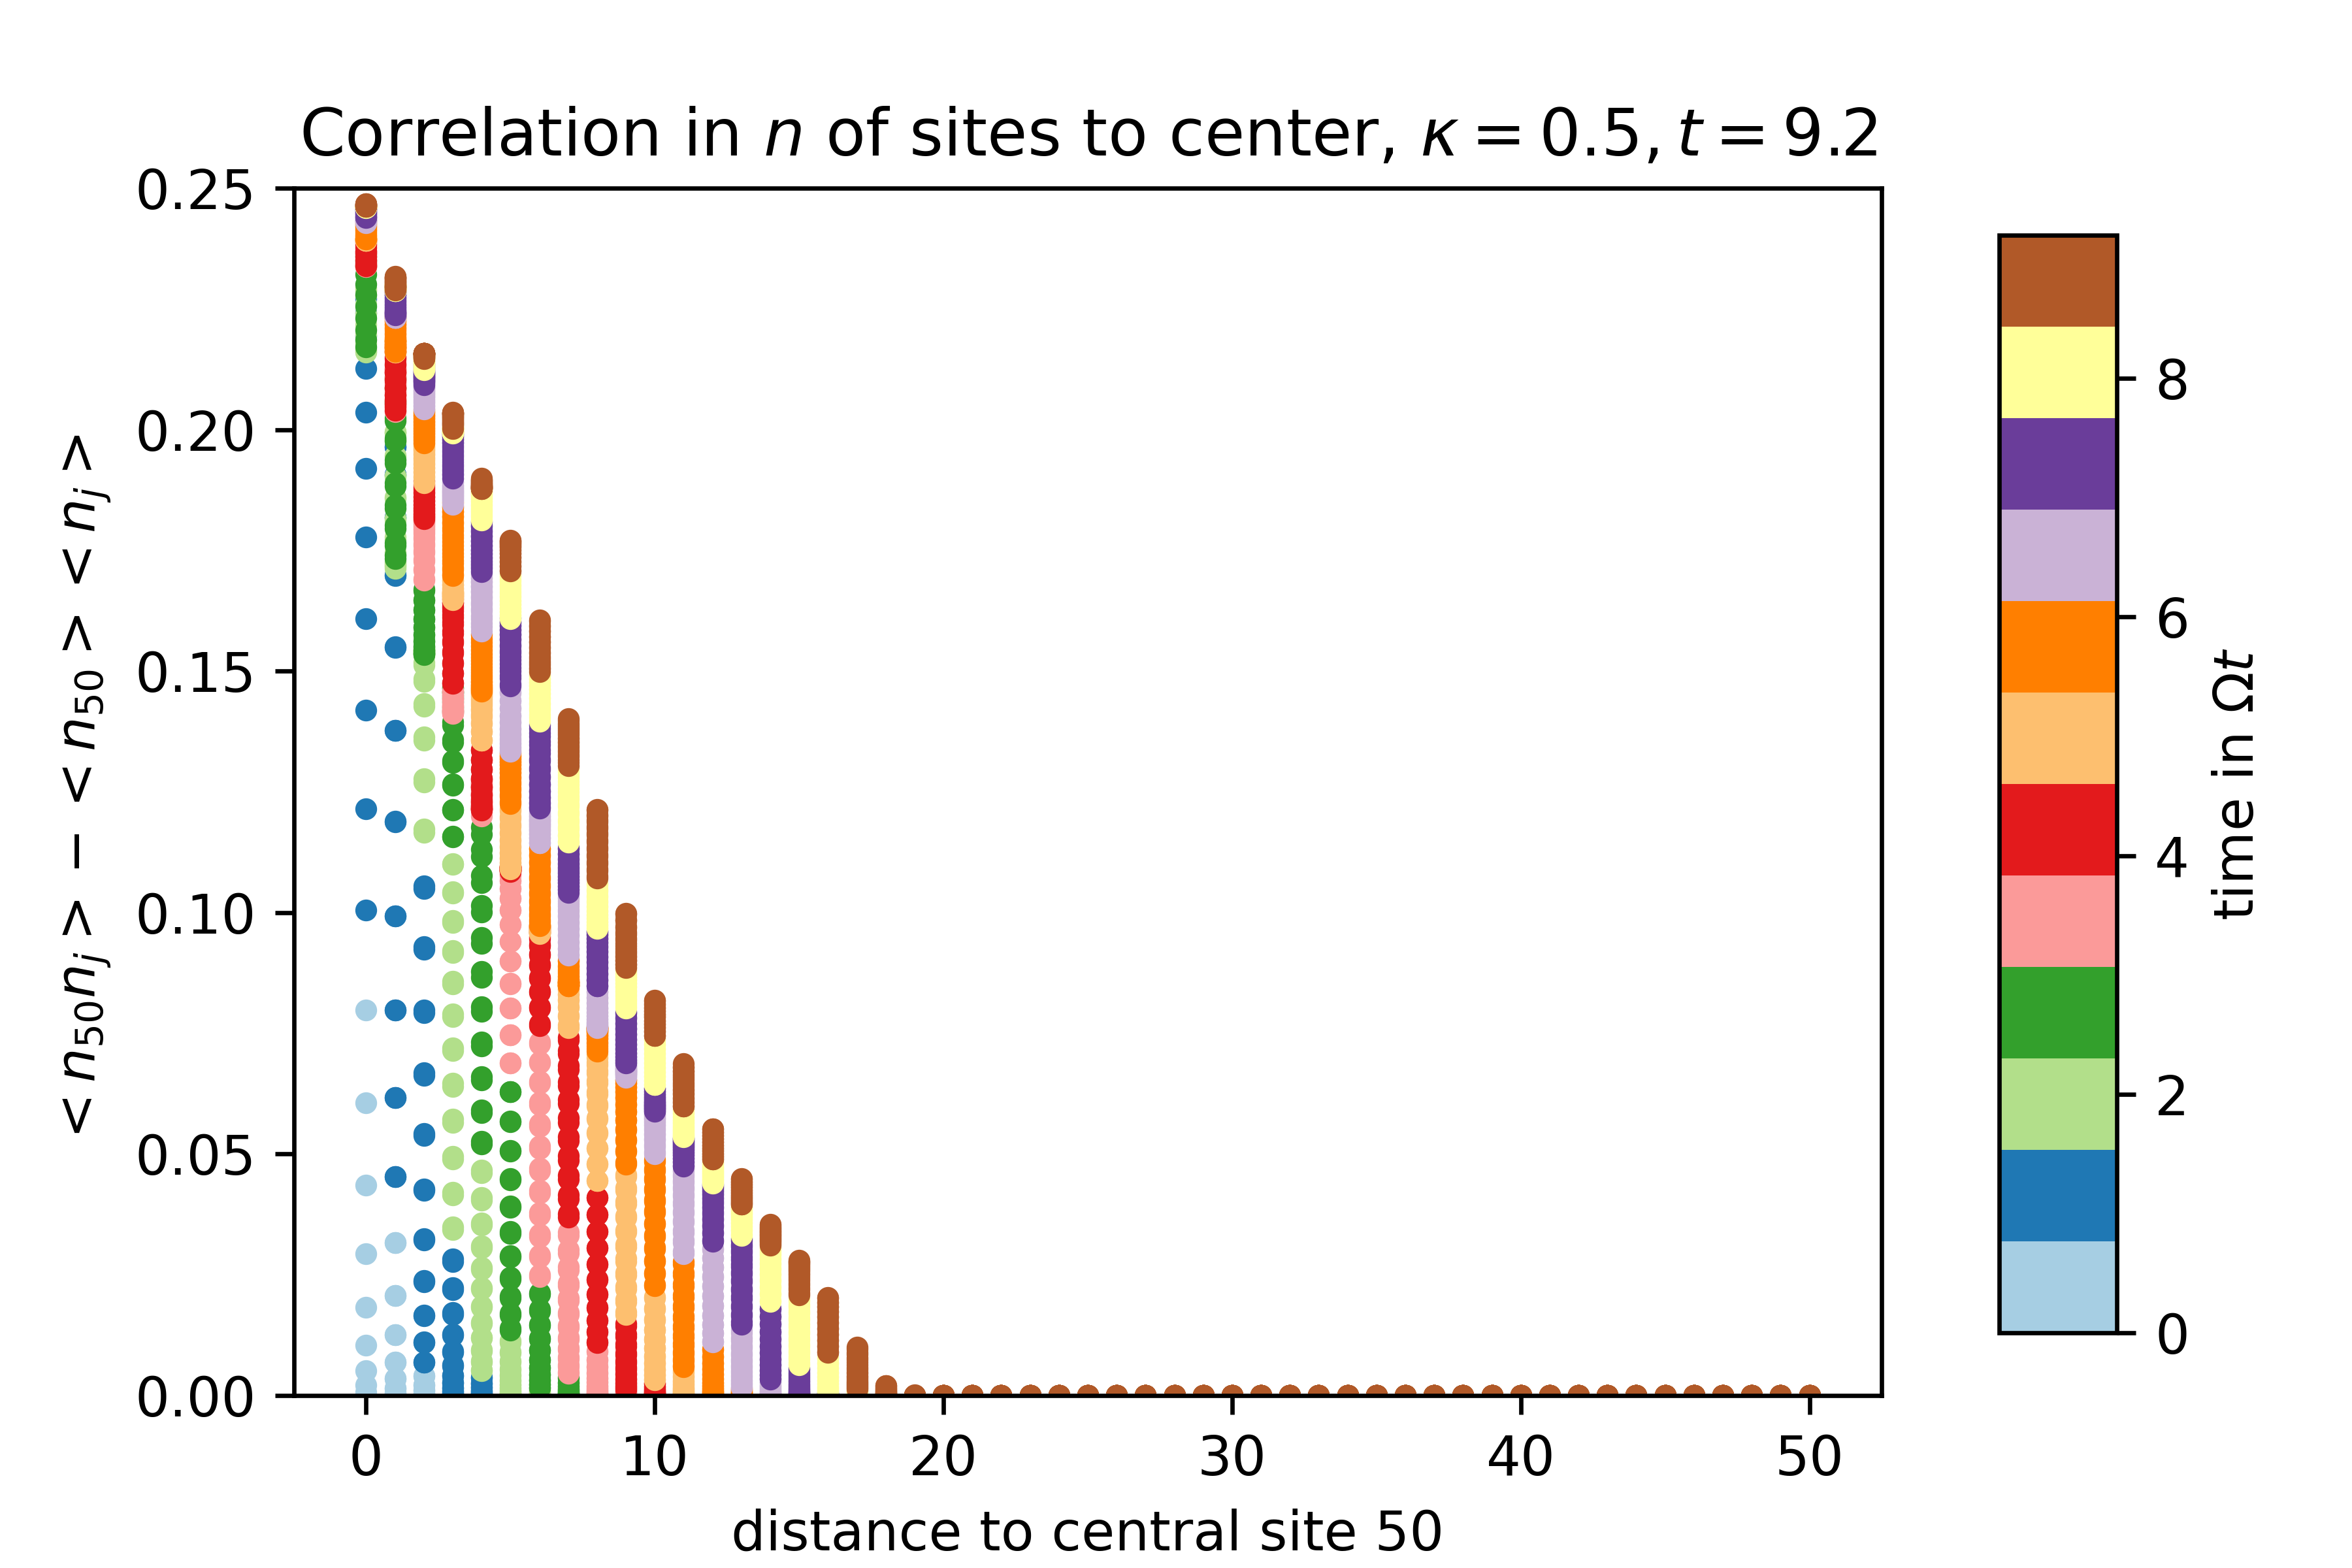 Correlation in n of sites to center, κ = 0.5, t = 9.2
0.25
0.20
0.15
0.10
0.05
0.00
< n₅₀nⱼ > − < n₅₀ > < nⱼ >
0 10 20 30 40 50
distance to central site 50
8
6
4
2
0
time in Ωt